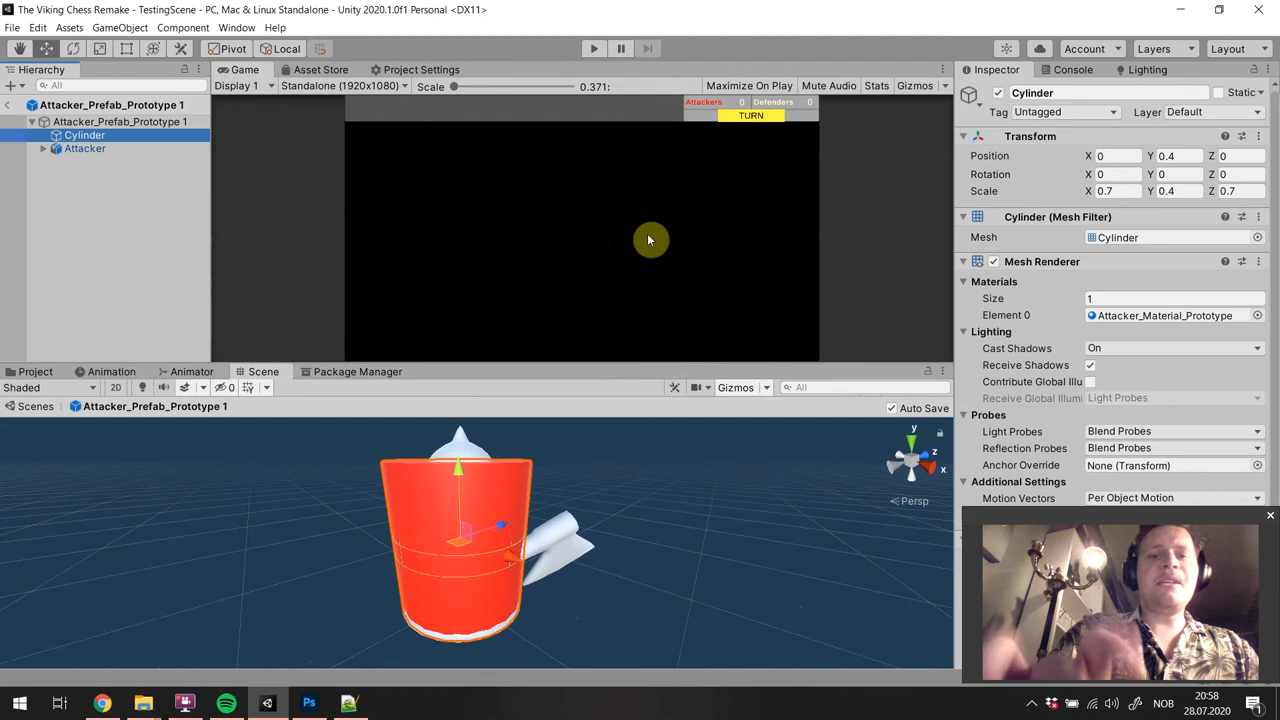 The Viking Chess Remake - TestingScene - PC, Mac & Linux Standalone - Unity 2020.1.0f1 Personal <DX11>
File Edit Assets GameObject Component Window Help
Pivot Local Account Layers Layout
Hierarchy
All
Attacker_Prefab_Prototype 1
Attacker_Prefab_Prototype 1
Cylinder
Attacker
Game Asset Store Project Settings
Display 1 Standalone (1920x1080) Scale 0.371: Maximize On Play Mute Audio Stats Gizmos
Attackers 0 Defenders 0
TURN
Project Animation Animator Scene Package Manager
Shaded 2D 0 Gizmos All
Scenes Attacker_Prefab_Prototype 1 Auto Save
y
z
x
Persp
Inspector Console Lighting
Cylinder Static
Tag Untagged Layer Default
Transform
Position X 0 Y 0.4 Z 0
Rotation X 0 Y 0 Z 0
Scale X 0.7 Y 0.4 Z 0.7
Cylinder (Mesh Filter)
Mesh Cylinder
Mesh Renderer
Materials
Size 1
Element 0 Attacker_Material_Prototype
Lighting
Cast Shadows On
Receive Shadows
Contribute Global Illu
Receive Global Illumi Light Probes
Probes
Light Probes Blend Probes
Reflection Probes Blend Probes
Anchor Override None (Transform)
Additional Settings
Motion Vectors Per Object Motion
Ps
NOB
20:58
28.07.2020
1